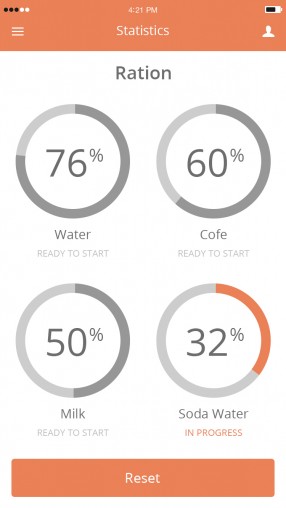 4:21 PM
Statistics
Ration
76%
60%
Water
Cofe
READY TO START
READY TO START
50%
32%
Milk
Soda Water
READY TO START
IN PROGRESS
Reset